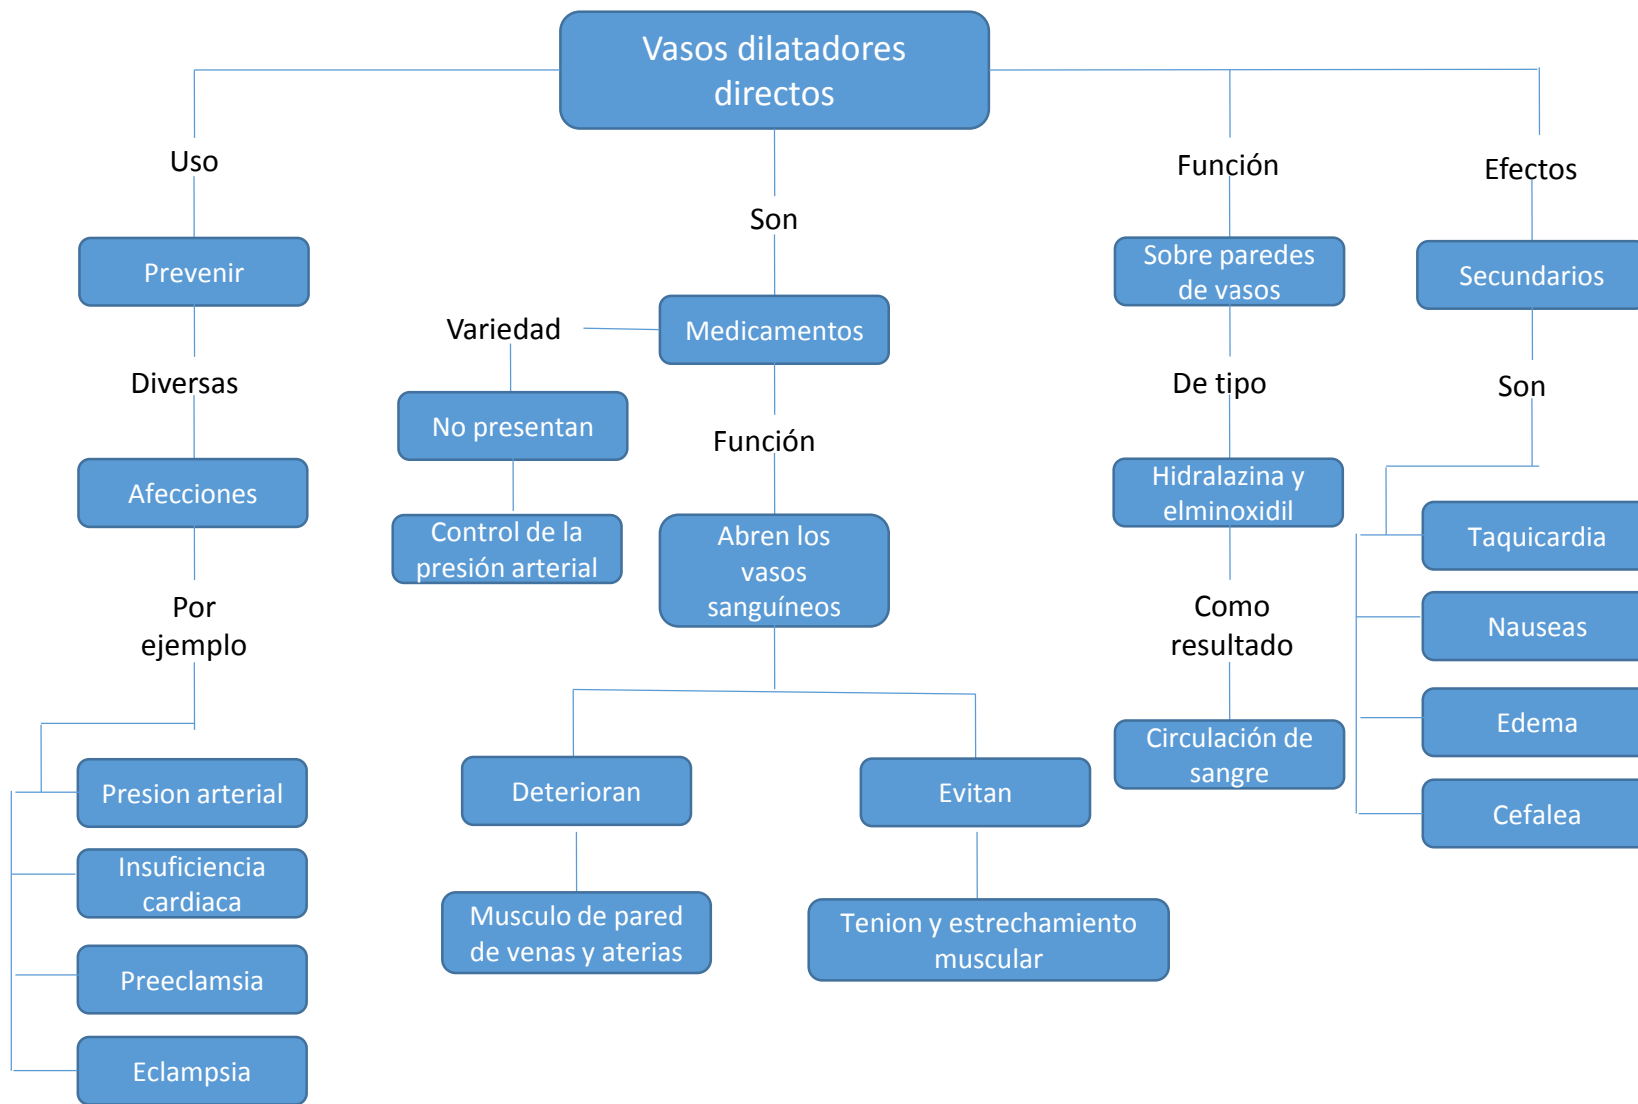 Vasos dilatadores
directos
Uso
Prevenir
Diversas
Afecciones
Por
ejemplo
Presion arterial
Insuficiencia
cardiaca
Preeclamsia
Eclampsia
Son
Medicamentos
Variedad
No presentan
Control de la
presión arterial
Función
Abren los
vasos
sanguíneos
Deterioran
Musculo de pared
de venas y aterias
Evitan
Tenion y estrechamiento
muscular
Función
Sobre paredes
de vasos
De tipo
Hidralazina y
elminoxidil
Como
resultado
Circulación de
sangre
Efectos
Secundarios
Son
Taquicardia
Nauseas
Edema
Cefalea